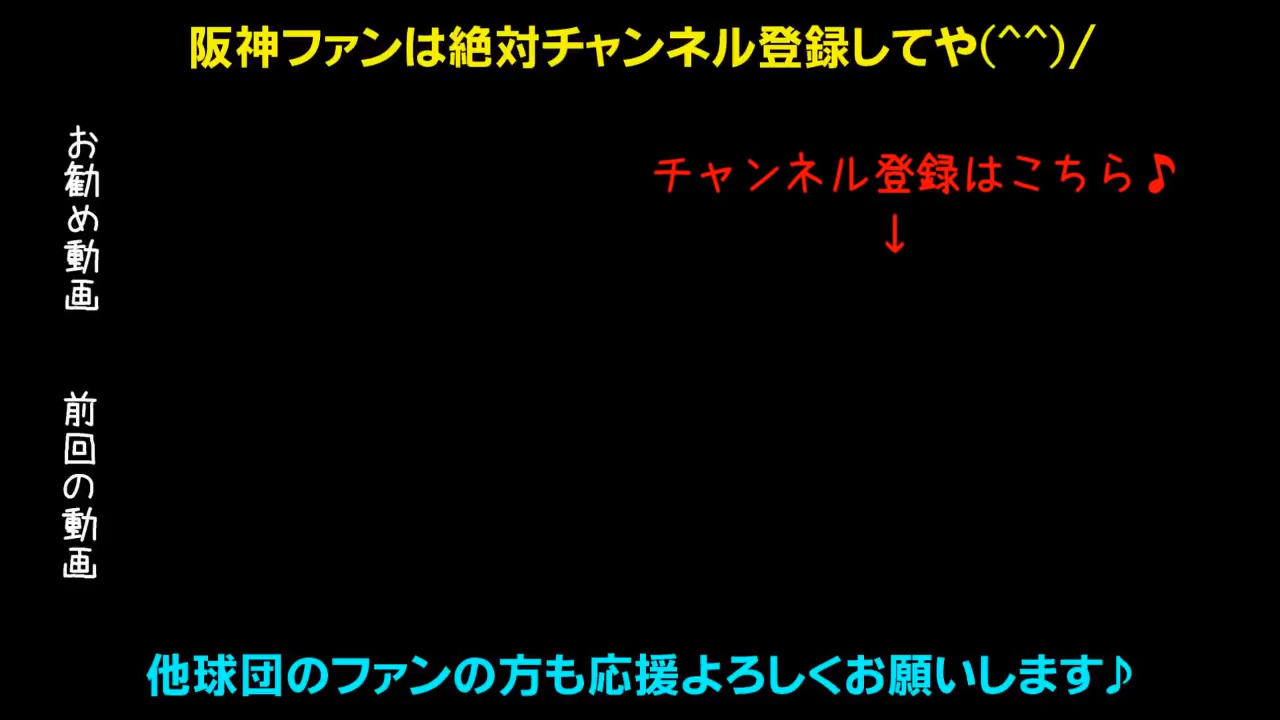 阪神ファンは絶対チャンネル登録してや(^^)/
お勧め動画
チャンネル登録はこちら♪
↓
前回の動画
他球団のファンの方も応援よろしくお願いします♪